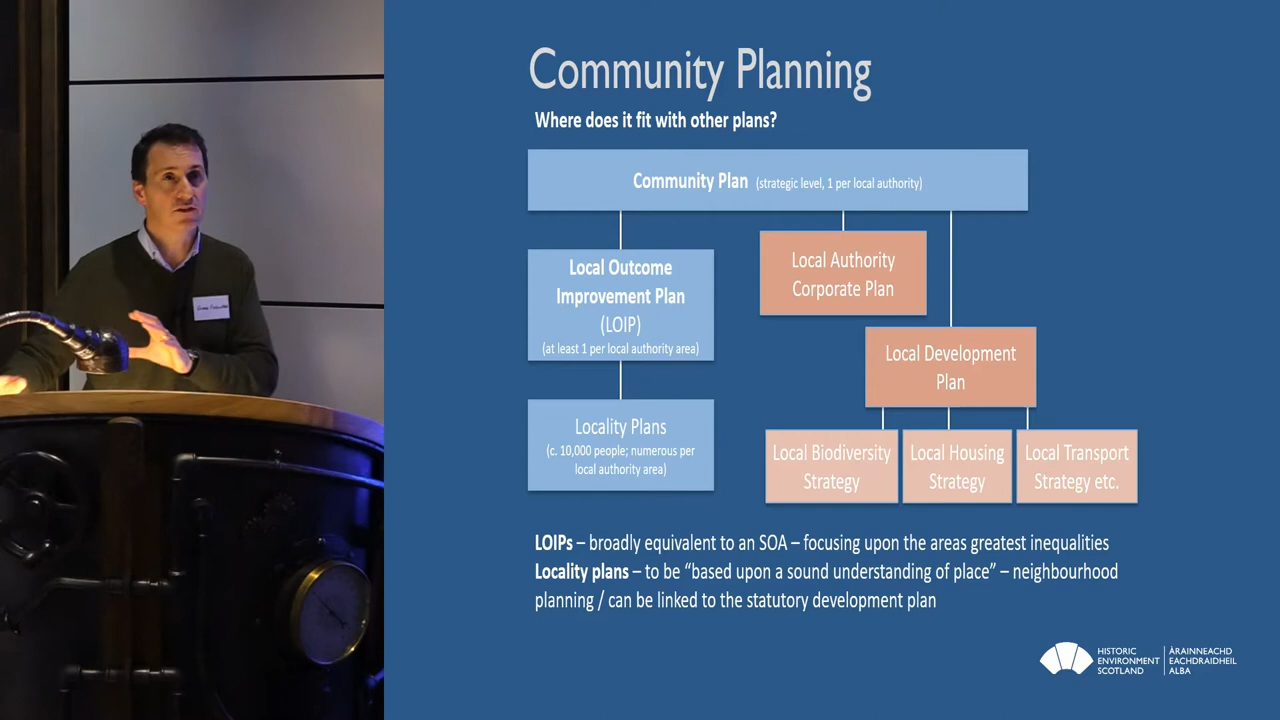 Community Planning
Where does it fit with other plans?
Community Plan (strategic level, 1 per local authority)
Local Outcome
Improvement Plan
(LOIP)
(at least 1 per local authority area)
Locality Plans
(c. 10,000 people; numerous per
local authority area)
Local Authority
Corporate Plan
Local Development
Plan
Local Biodiversity
Strategy
Local Housing
Strategy
Local Transport
Strategy etc.
LOIPs – broadly equivalent to an SOA – focusing upon the areas greatest inequalities
Locality plans – to be “based upon a sound understanding of place” – neighbourhood
planning / can be linked to the statutory development plan
HISTORIC
ENVIRONMENT
SCOTLAND
ÀRAINNEACHD
EACHDRAIDHEIL
ALBA